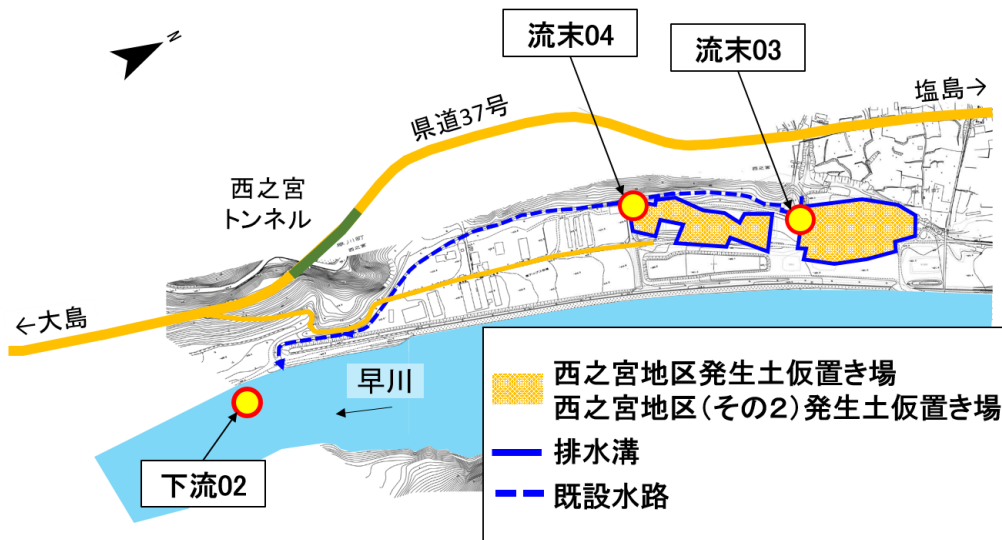 N
流末04
流末03
塩島→
県道37号
西之宮
トンネル
←大島
早川
下流02
西之宮地区発生土仮置き場
西之宮地区(その2)発生土仮置き場
排水溝
既設水路